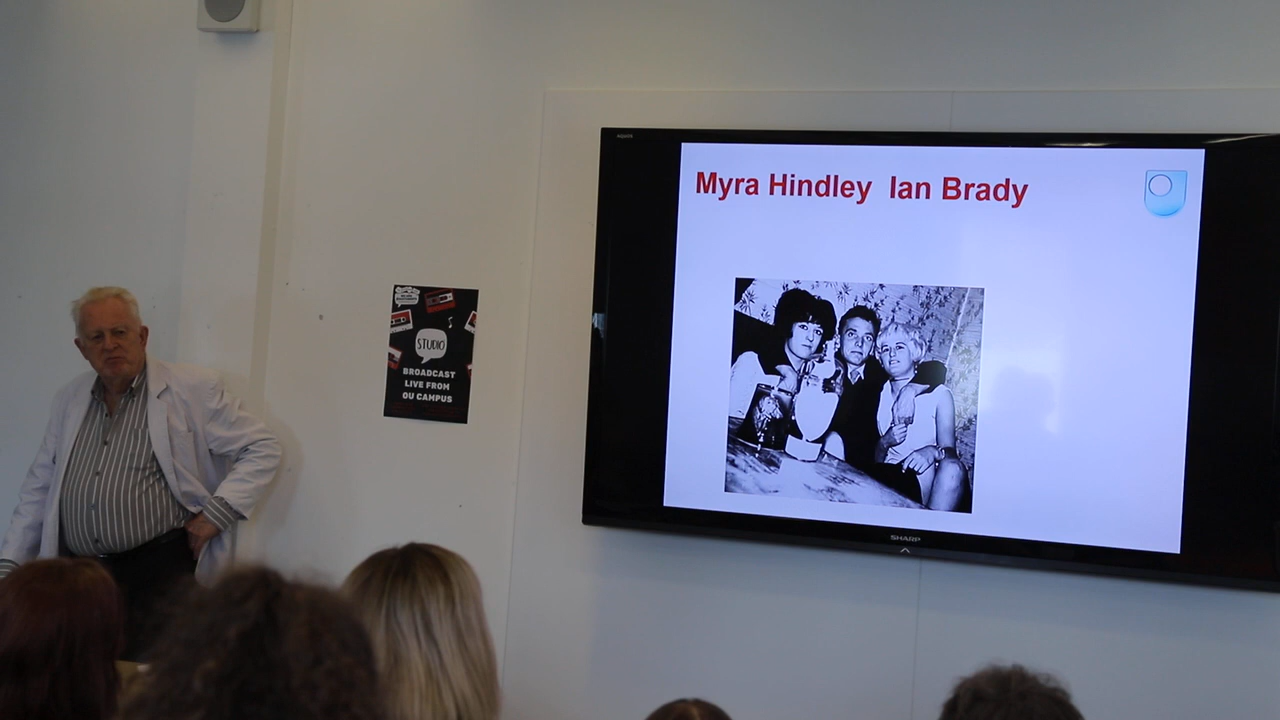 Myra Hindley  Ian Brady
STUDIO
BROADCAST
LIVE FROM
OU CAMPUS
SHARP